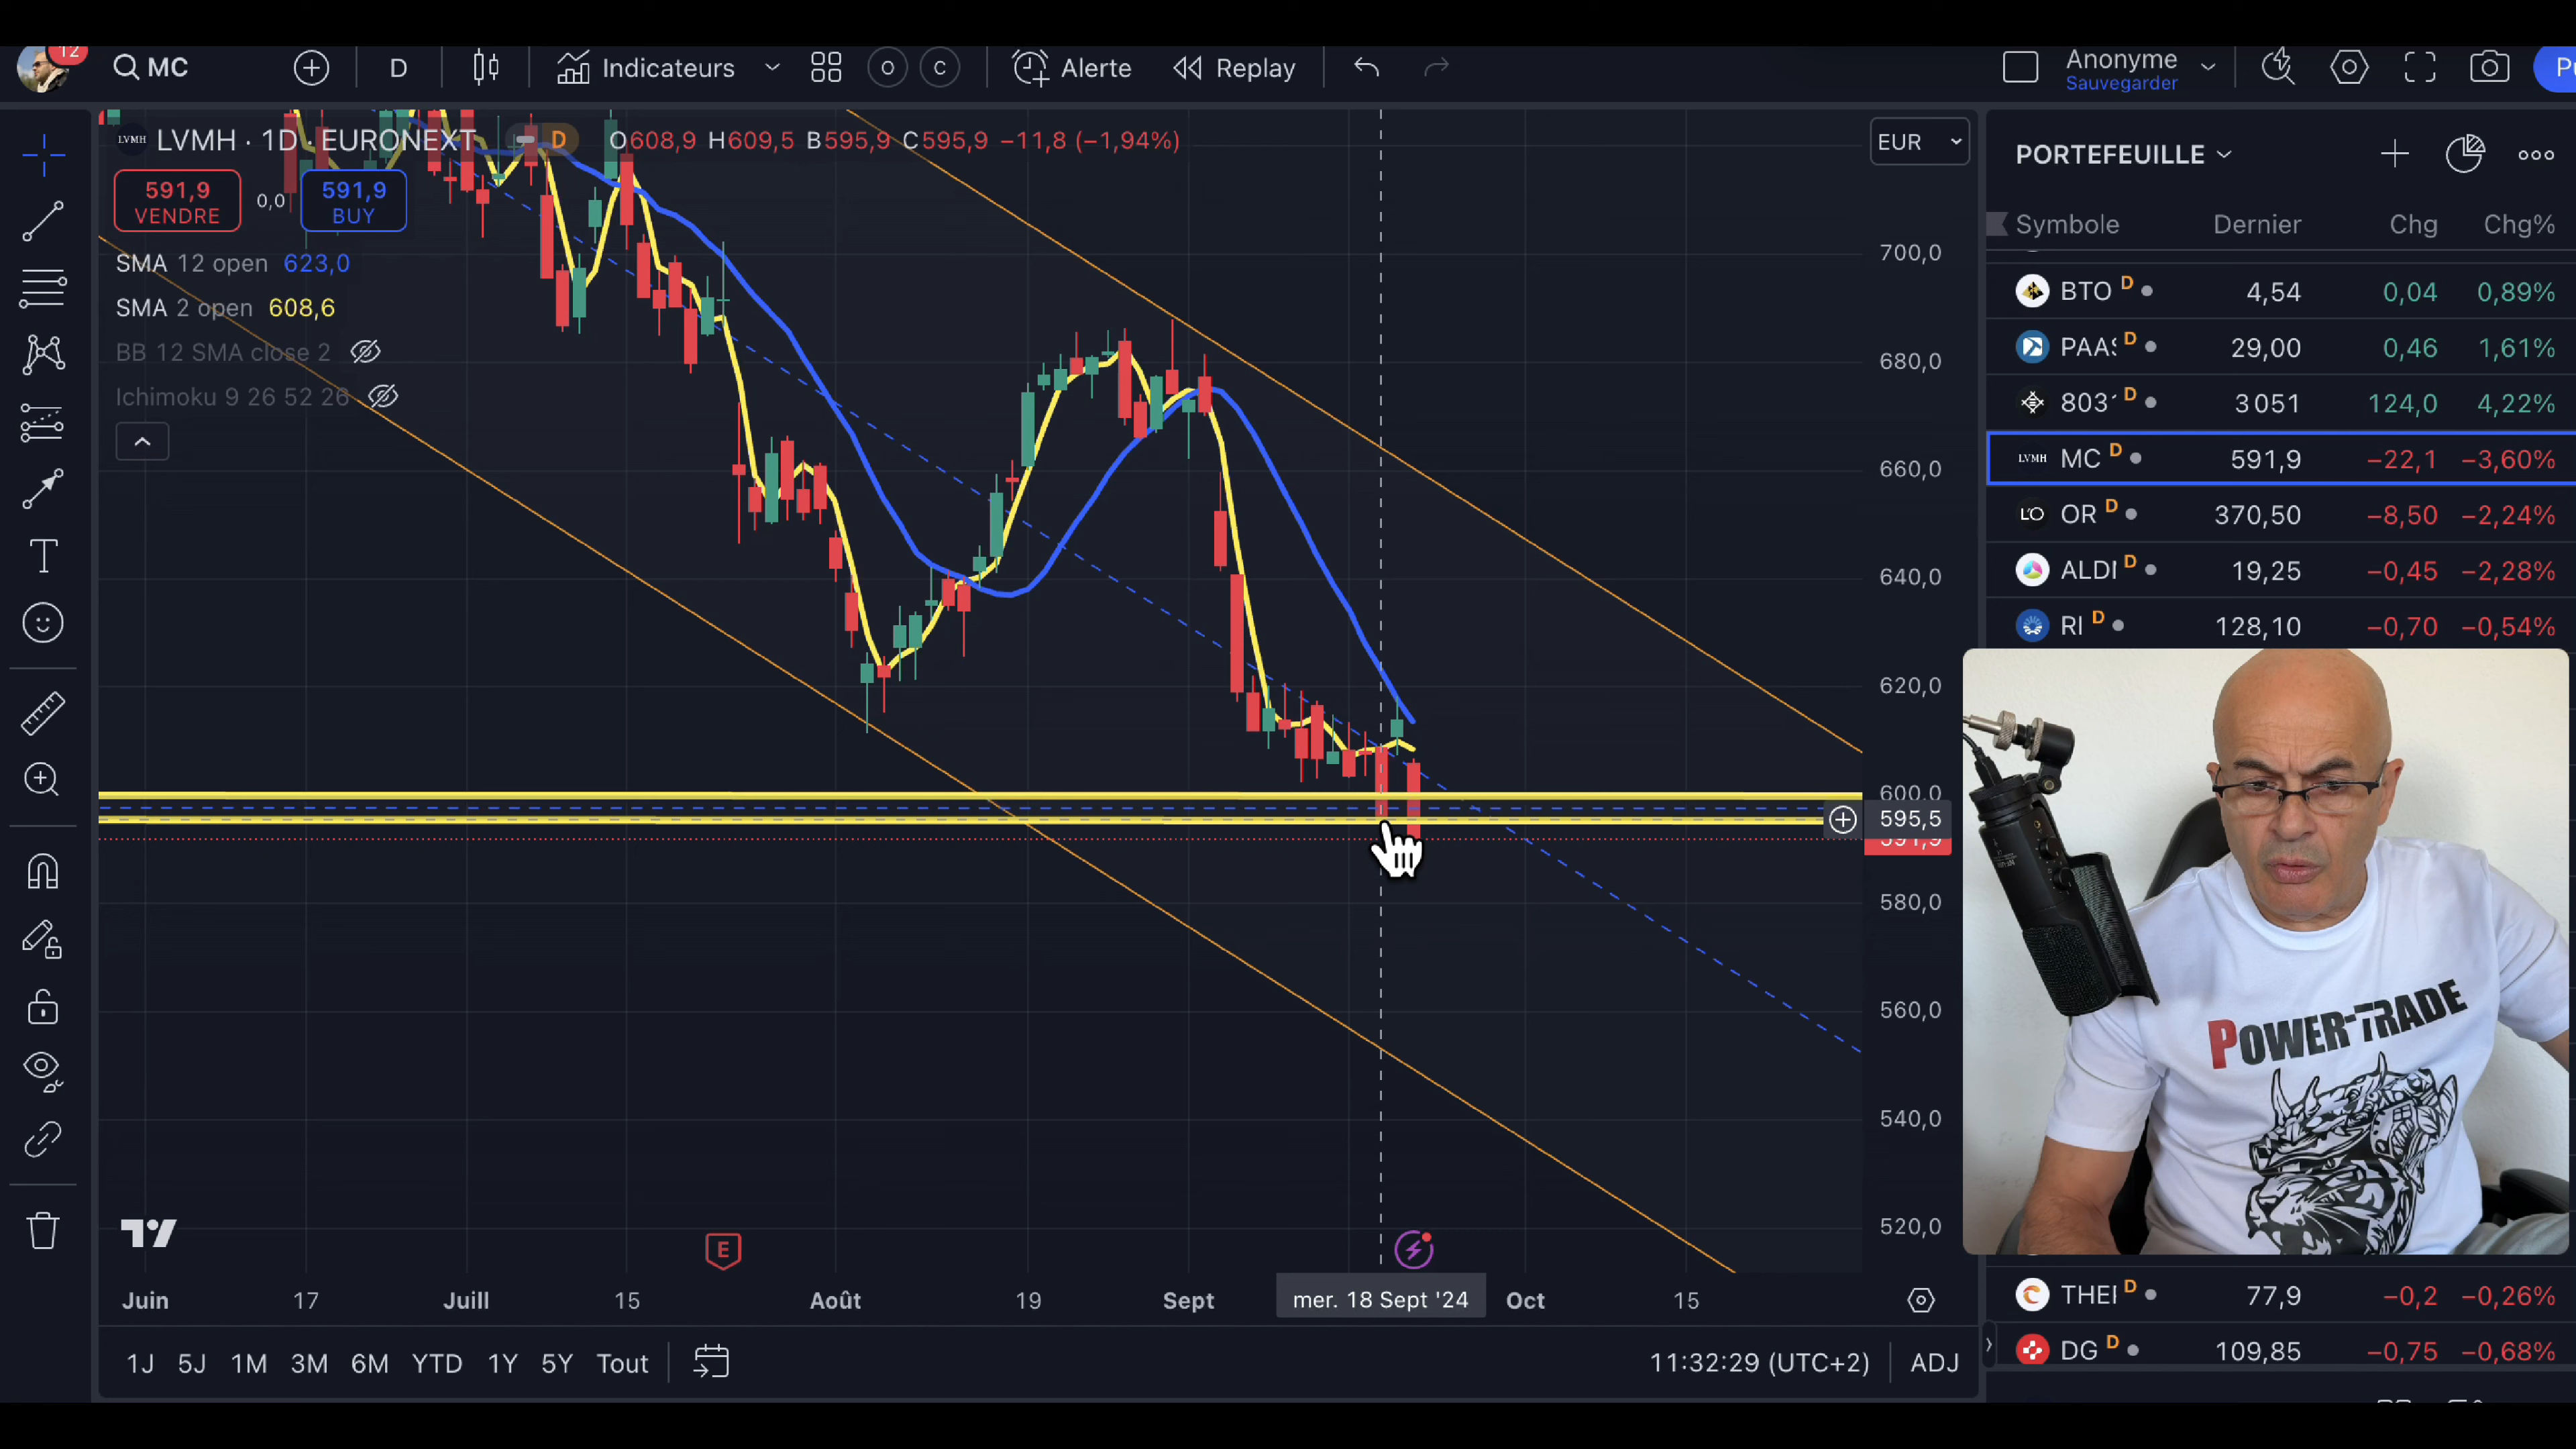 12
MC
D
Indicateurs
O
C
Alerte
Replay
Anonyme
Sauvegarder
LVMH LVMH · 1D · EURONEXT D O608,9 H609,5 B595,9 C595,9 −11,8 (−1,94%)
EUR
591,9
VENDRE
0,0
591,9
BUY
SMA 12 open 623,0
SMA 2 open 608,6
BB 12 SMA close 2
Ichimoku 9 26 52 26
700,0
680,0
660,0
640,0
620,0
600,0
595,5
591,9
580,0
560,0
540,0
520,0
E
Juin 17 Juill 15 Août 19 Sept mer. 18 Sept '24 Oct 15
1J 5J 1M 3M 6M YTD 1Y 5Y Tout
11:32:29 (UTC+2) ADJ
PORTEFEUILLE
Symbole Dernier Chg Chg%
BTO D 4,54 0,04 0,89%
PAAS D 29,00 0,46 1,61%
803 D 3 051 124,0 4,22%
LVMH MC D 591,9 −22,1 −3,60%
L'O OR D 370,50 −8,50 −2,24%
ALDI D 19,25 −0,45 −2,28%
RI D 128,10 −0,70 −0,54%
POWER-TRADE
THEI D 77,9 −0,2 −0,26%
DG D 109,85 −0,75 −0,68%